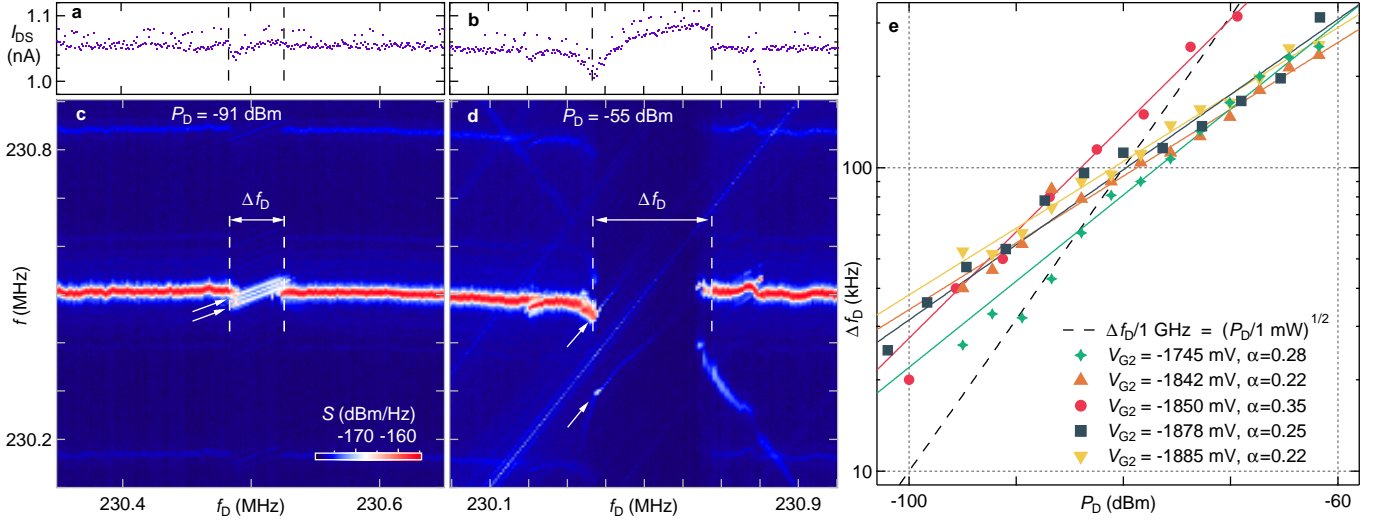 a
b
I_DS
(nA)
1.1
1.0
c
P_D = -91 dBm
d
P_D = -55 dBm
f (MHz)
230.8
230.2
Δf_D
Δf_D
S (dBm/Hz)
-170 -160
230.4
f_D (MHz)
230.6
230.1
f_D (MHz)
230.9
e
Δf_D (kHz)
100
10
Δf_D/1 GHz = (P_D/1 mW)^1/2
V_G2 = -1745 mV, α=0.28
V_G2 = -1842 mV, α=0.22
V_G2 = -1850 mV, α=0.35
V_G2 = -1878 mV, α=0.25
V_G2 = -1885 mV, α=0.22
-100
P_D (dBm)
-60